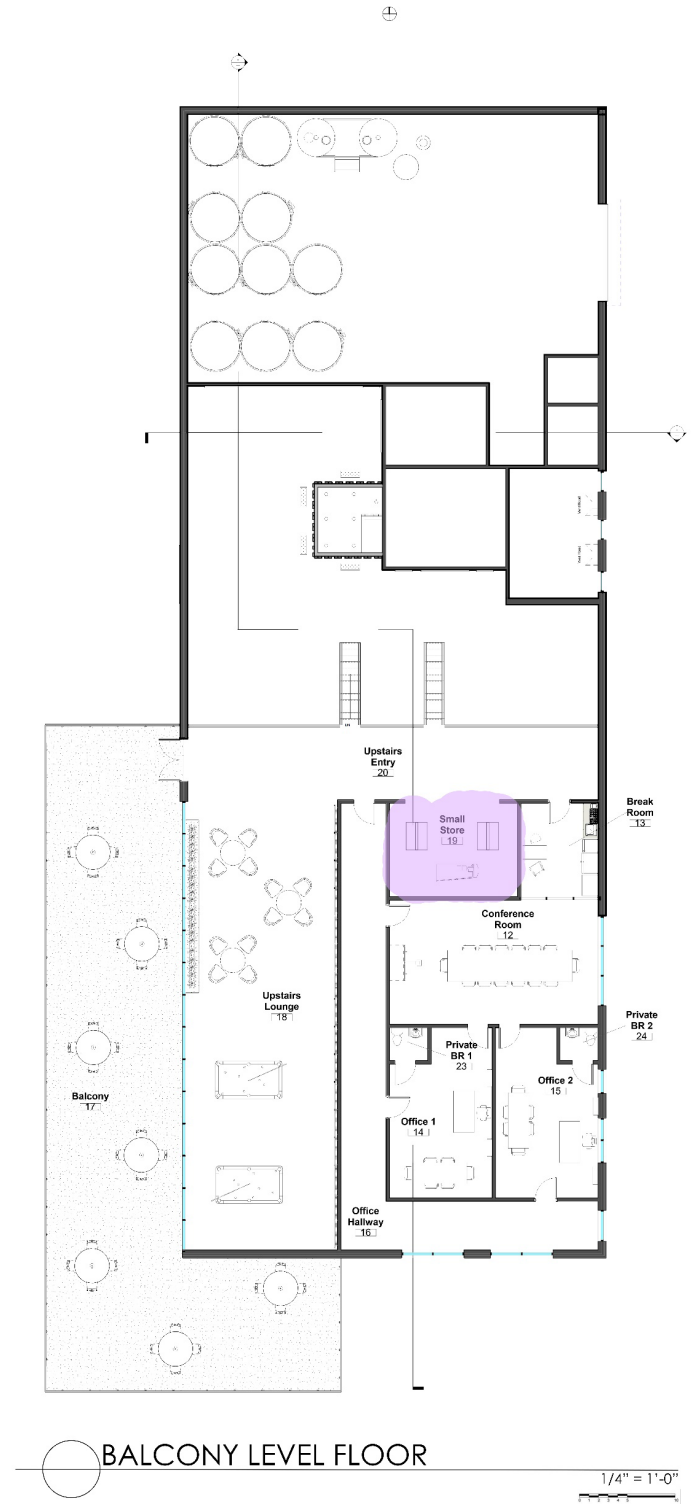 Upstairs
Entry
20
Small
Store
19
Break
Room
13
Conference
Room
12
Upstairs
Lounge
18
Private
BR 2
24
Private
BR 1
23
Office 2
15
Balcony
17
Office 1
14
Office
Hallway
16
BALCONY LEVEL FLOOR
1/4" = 1'-0"